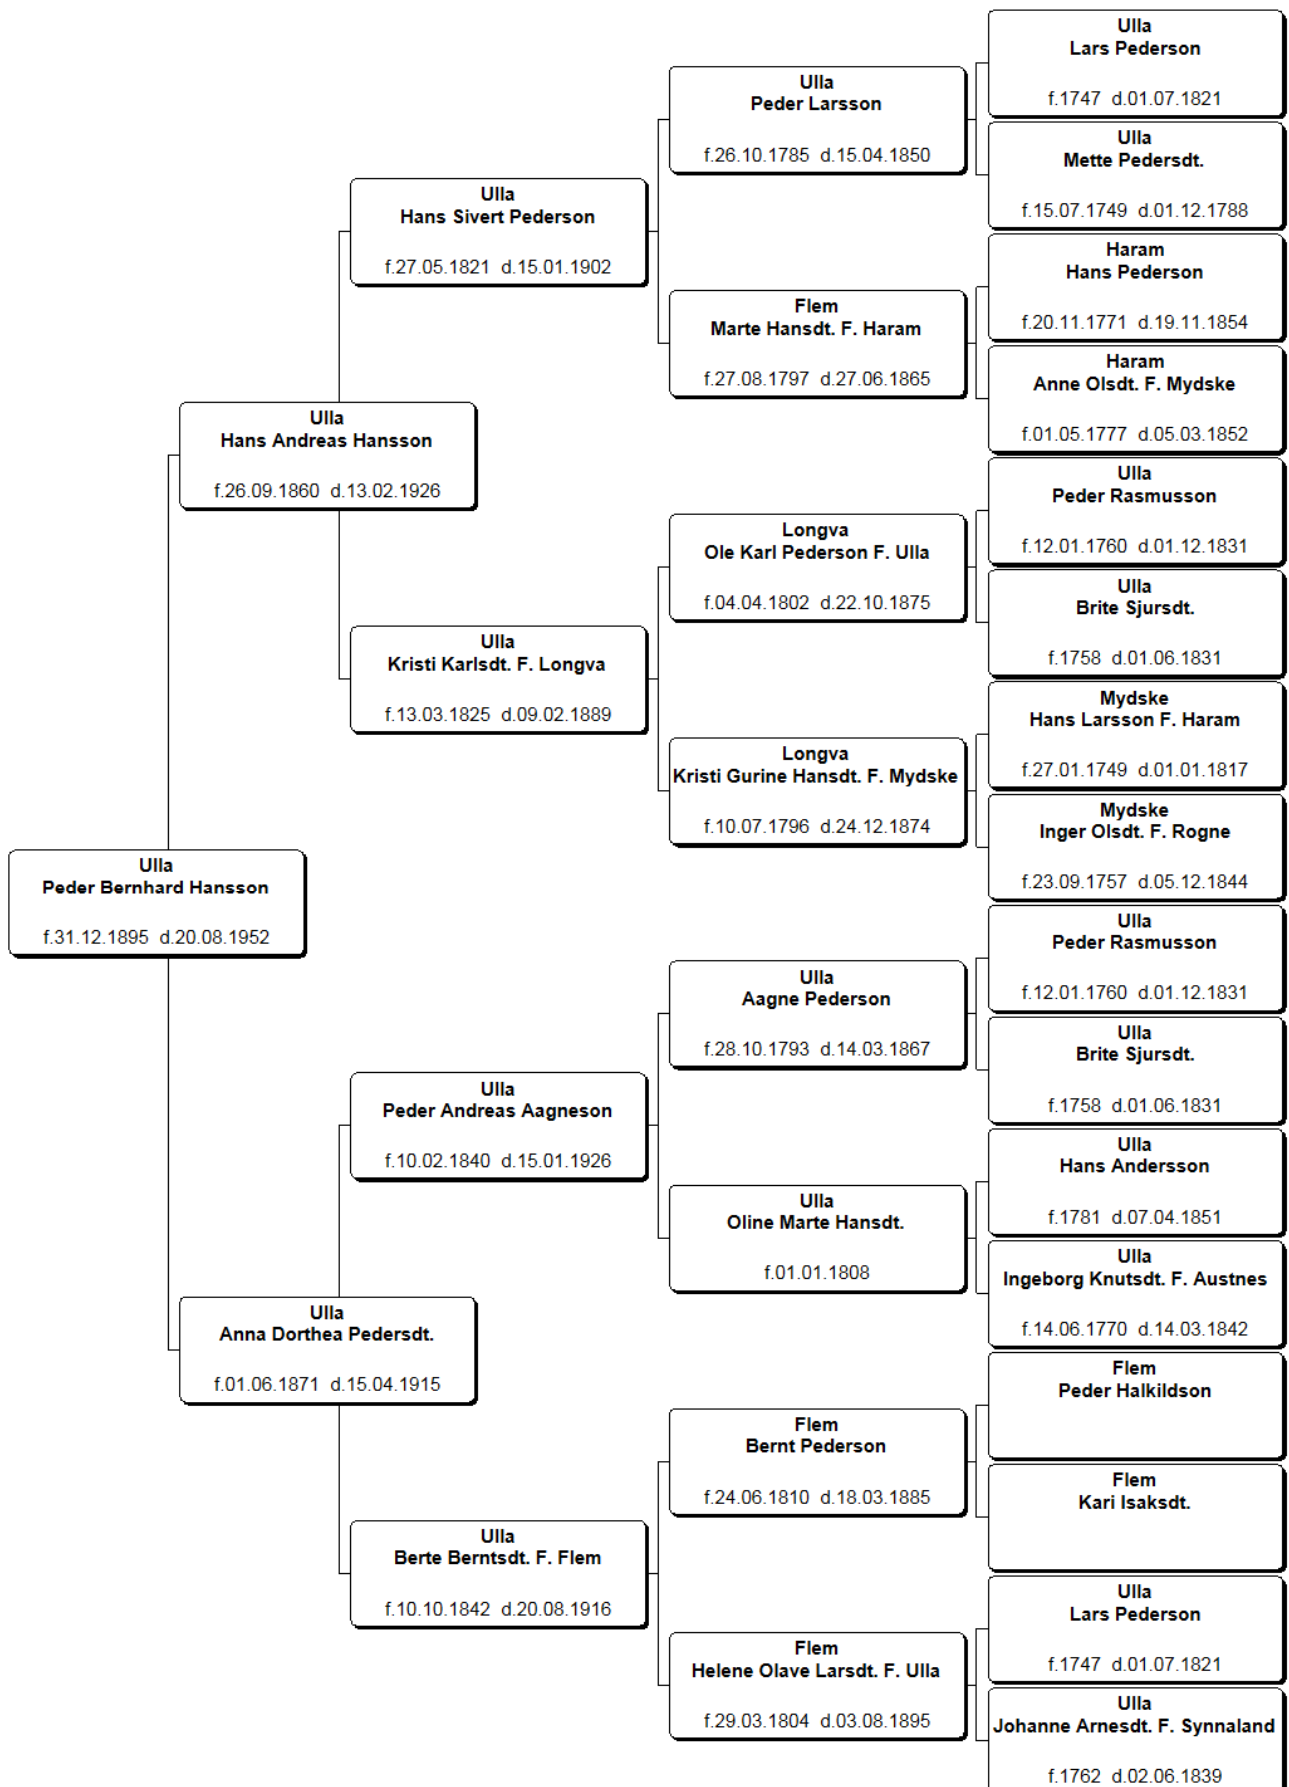 Ulla
Lars Pederson
f.1747 d.01.07.1821
Ulla
Peder Larsson
f.26.10.1785 d.15.04.1850
Ulla
Mette Pedersdt.
f.15.07.1749 d.01.12.1788
Ulla
Hans Sivert Pederson
f.27.05.1821 d.15.01.1902
Haram
Hans Pederson
f.20.11.1771 d.19.11.1854
Flem
Marte Hansdt. F. Haram
f.27.08.1797 d.27.06.1865
Haram
Anne Olsdt. F. Mydske
f.01.05.1777 d.05.03.1852
Ulla
Hans Andreas Hansson
f.26.09.1860 d.13.02.1926
Ulla
Peder Rasmusson
f.12.01.1760 d.01.12.1831
Longva
Ole Karl Pederson F. Ulla
f.04.04.1802 d.22.10.1875
Ulla
Brite Sjursdt.
f.1758 d.01.06.1831
Ulla
Kristi Karlsdt. F. Longva
f.13.03.1825 d.09.02.1889
Mydske
Hans Larsson F. Haram
f.27.01.1749 d.01.01.1817
Longva
Kristi Gurine Hansdt. F. Mydske
f.10.07.1796 d.24.12.1874
Mydske
Inger Olsdt. F. Rogne
f.23.09.1757 d.05.12.1844
Ulla
Peder Bernhard Hansson
f.31.12.1895 d.20.08.1952
Ulla
Peder Rasmusson
f.12.01.1760 d.01.12.1831
Ulla
Aagne Pederson
f.28.10.1793 d.14.03.1867
Ulla
Brite Sjursdt.
f.1758 d.01.06.1831
Ulla
Peder Andreas Aagneson
f.10.02.1840 d.15.01.1926
Ulla
Hans Andersson
f.1781 d.07.04.1851
Ulla
Oline Marte Hansdt.
f.01.01.1808
Ulla
Ingeborg Knutsdt. F. Austnes
f.14.06.1770 d.14.03.1842
Ulla
Anna Dorthea Pedersdt.
f.01.06.1871 d.15.04.1915
Flem
Peder Halkildson
Flem
Bernt Pederson
f.24.06.1810 d.18.03.1885
Flem
Kari Isaksdt.
Ulla
Berte Berntsdt. F. Flem
f.10.10.1842 d.20.08.1916
Ulla
Lars Pederson
f.1747 d.01.07.1821
Flem
Helene Olave Larsdt. F. Ulla
f.29.03.1804 d.03.08.1895
Ulla
Johanne Arnesdt. F. Synnaland
f.1762 d.02.06.1839